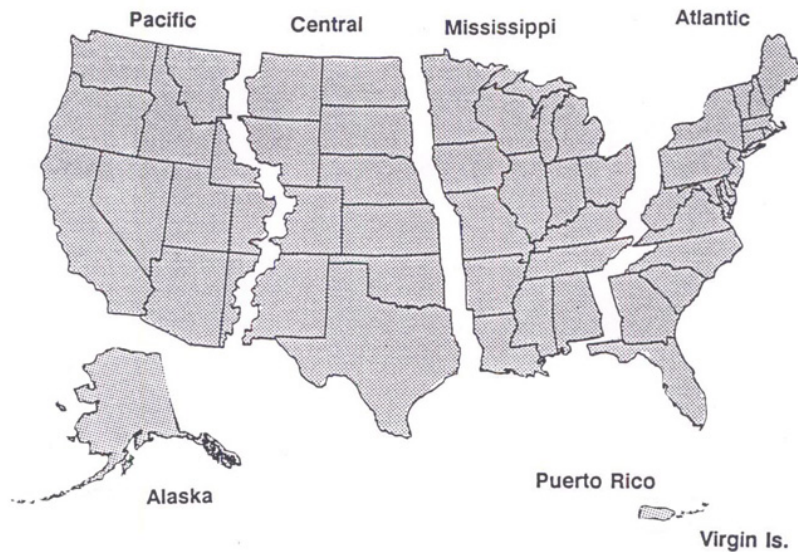 Pacific
Central
Mississippi
Atlantic
Alaska
Puerto Rico
Virgin Is.